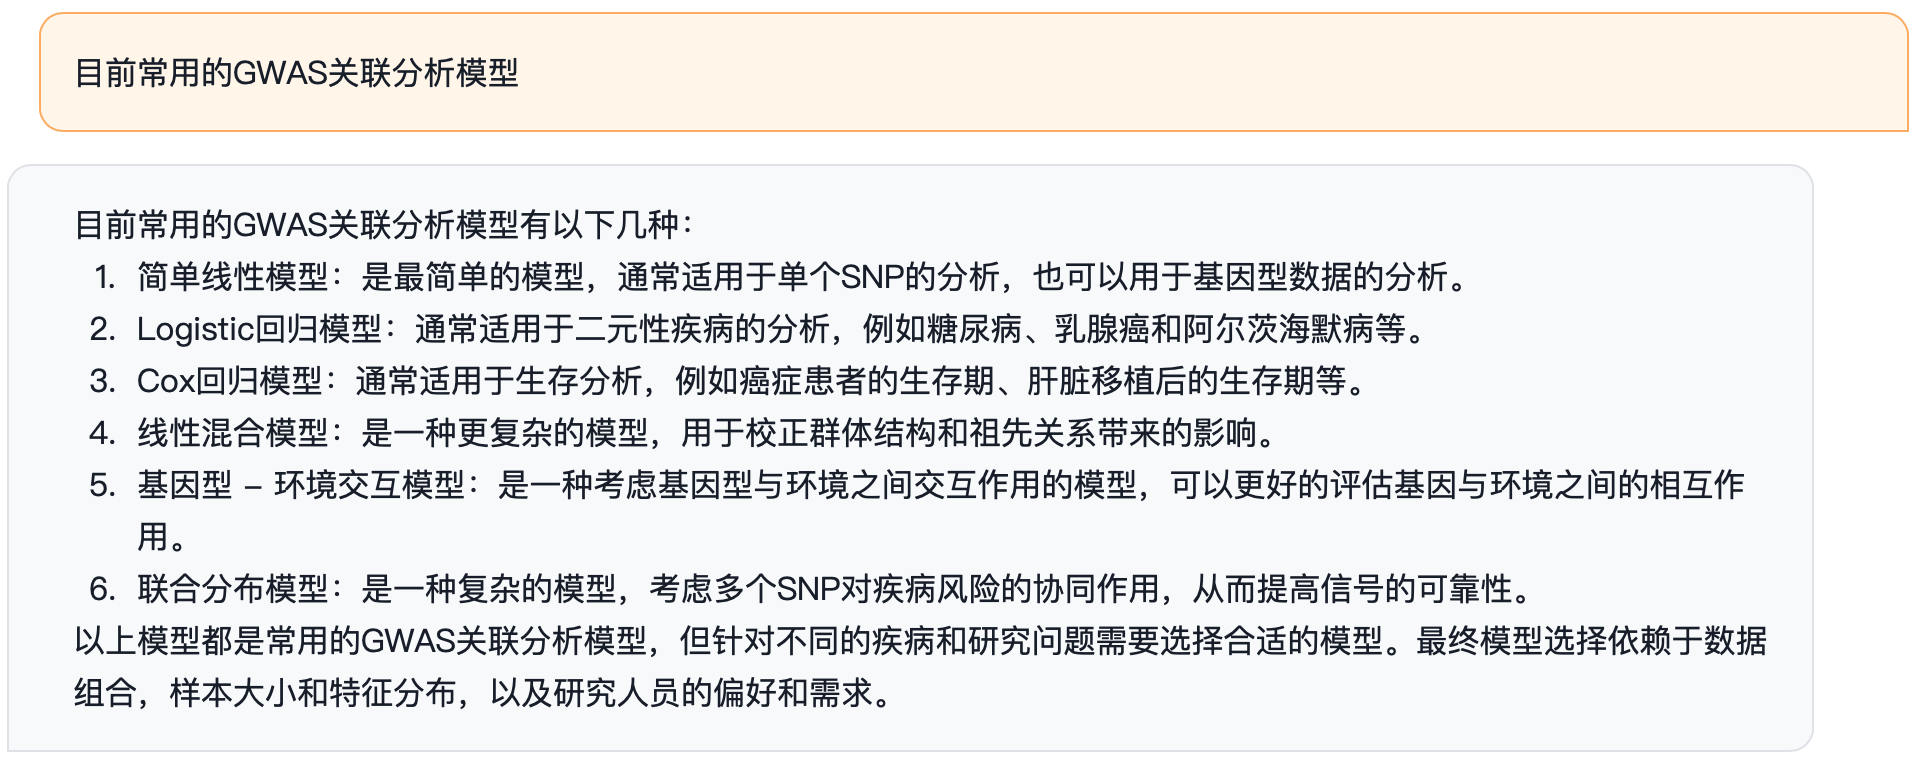 目前常用的GWAS关联分析模型
目前常用的GWAS关联分析模型有以下几种：
1. 简单线性模型：是最简单的模型，通常适用于单个SNP的分析，也可以用于基因型数据的分析。
2. Logistic回归模型：通常适用于二元性疾病的分析，例如糖尿病、乳腺癌和阿尔茨海默病等。
3. Cox回归模型：通常适用于生存分析，例如癌症患者的生存期、肝脏移植后的生存期等。
4. 线性混合模型：是一种更复杂的模型，用于校正群体结构和祖先关系带来的影响。
5. 基因型 – 环境交互模型：是一种考虑基因型与环境之间交互作用的模型，可以更好的评估基因与环境之间的相互作
用。
6. 联合分布模型：是一种复杂的模型，考虑多个SNP对疾病风险的协同作用，从而提高信号的可靠性。
以上模型都是常用的GWAS关联分析模型，但针对不同的疾病和研究问题需要选择合适的模型。最终模型选择依赖于数据
组合，样本大小和特征分布，以及研究人员的偏好和需求。